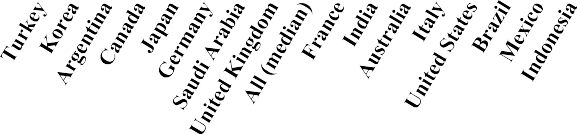 Turkey
Korea
Argentina
Canada
Japan
Germany
Saudi Arabia
United Kingdom
All (median)
France
India
Australia
Italy
United States
Brazil
Mexico
Indonesia